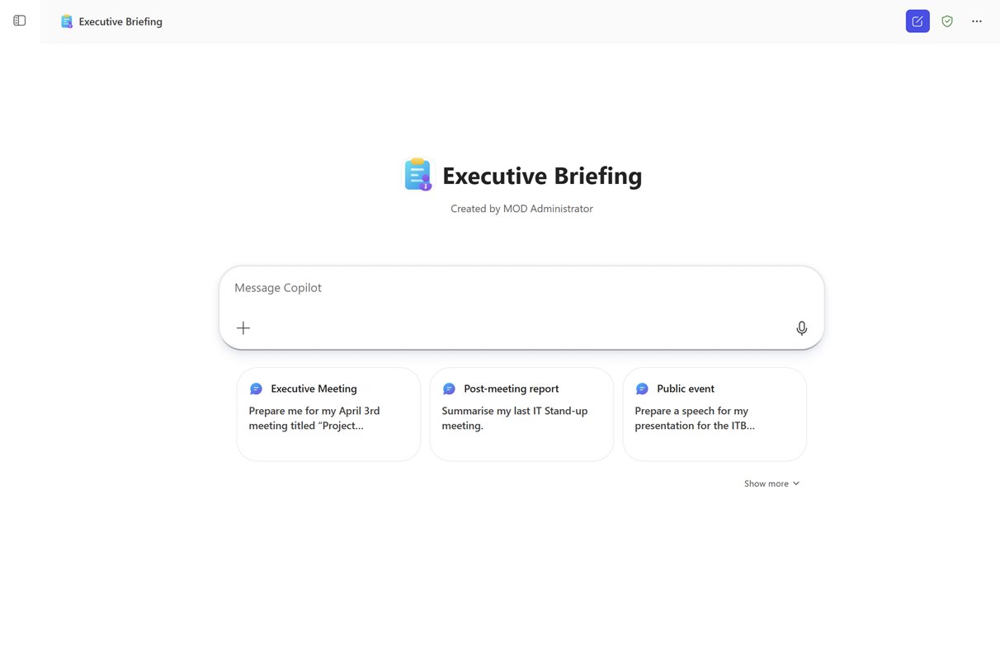 Executive Briefing
Executive Briefing
Created by MOD Administrator
Message Copilot
Executive Meeting
Prepare me for my April 3rd
meeting titled “Project...
Post-meeting report
Summarise my last IT Stand-up
meeting.
Public event
Prepare a speech for my
presentation for the ITB...
Show more